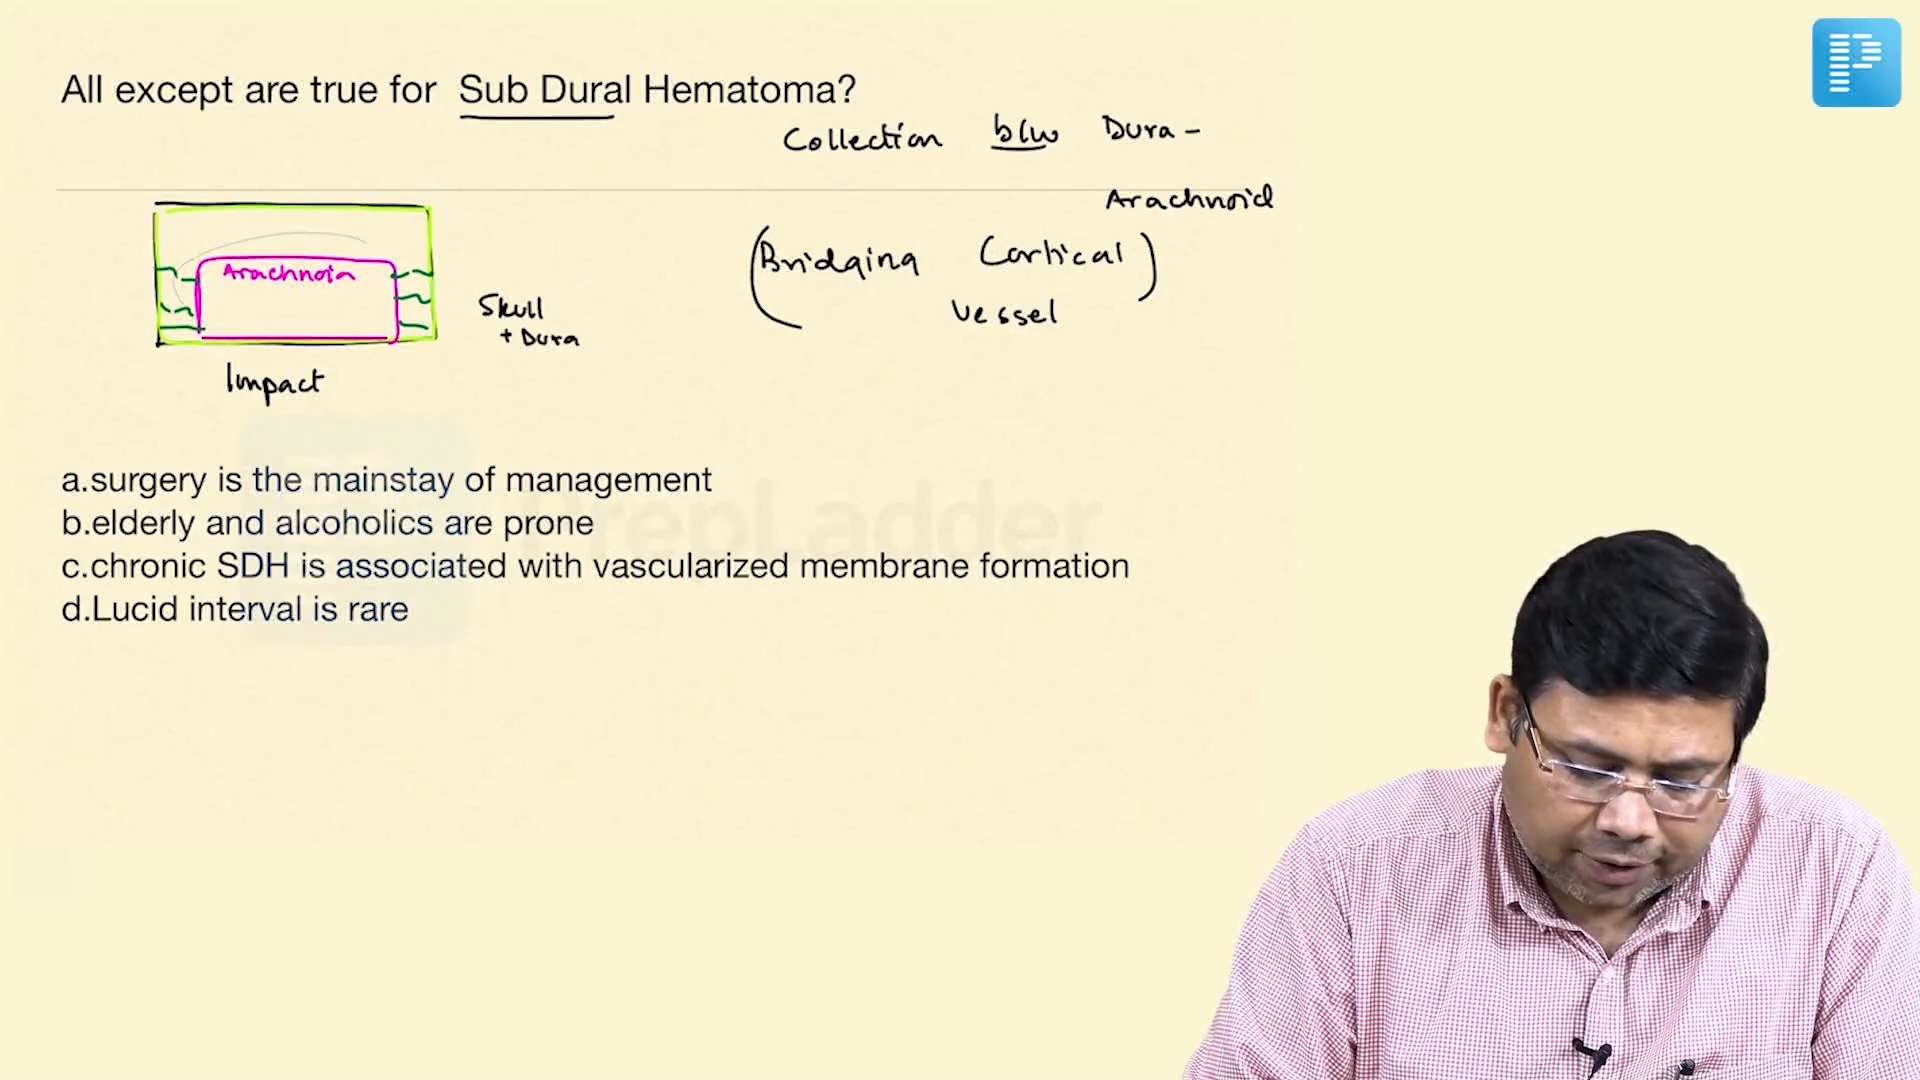 All except are true for Sub Dural Hematoma?
Collection b/w Dura -
Arachnoid
(Bridging Cortical)
Vessel
Arachnoid
Skull
+ Dura
Impact
a.surgery is the mainstay of management
b.elderly and alcoholics are prone
c.chronic SDH is associated with vascularized membrane formation
d.Lucid interval is rare
PrepLadder